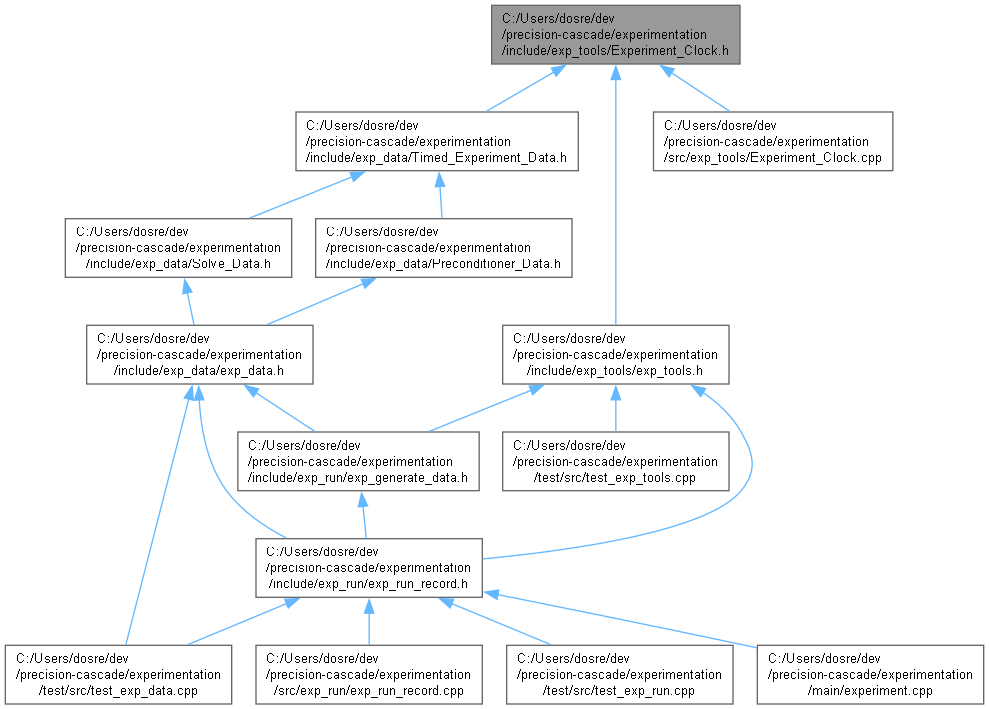 C:/Users/dosre/dev
/precision-cascade/experimentation
/include/exp_tools/Experiment_Clock.h
C:/Users/dosre/dev
/precision-cascade/experimentation
/include/exp_data/Timed_Experiment_Data.h
C:/Users/dosre/dev
/precision-cascade/experimentation
/src/exp_tools/Experiment_Clock.cpp
C:/Users/dosre/dev
/precision-cascade/experimentation
/include/exp_data/Solve_Data.h
C:/Users/dosre/dev
/precision-cascade/experimentation
/include/exp_data/Preconditioner_Data.h
C:/Users/dosre/dev
/precision-cascade/experimentation
/include/exp_data/exp_data.h
C:/Users/dosre/dev
/precision-cascade/experimentation
/include/exp_tools/exp_tools.h
C:/Users/dosre/dev
/precision-cascade/experimentation
/include/exp_run/exp_generate_data.h
C:/Users/dosre/dev
/precision-cascade/experimentation
/test/src/test_exp_tools.cpp
C:/Users/dosre/dev
/precision-cascade/experimentation
/include/exp_run/exp_run_record.h
C:/Users/dosre/dev
/precision-cascade/experimentation
/test/src/test_exp_data.cpp
C:/Users/dosre/dev
/precision-cascade/experimentation
/src/exp_run/exp_run_record.cpp
C:/Users/dosre/dev
/precision-cascade/experimentation
/test/src/test_exp_run.cpp
C:/Users/dosre/dev
/precision-cascade/experimentation
/main/experiment.cpp